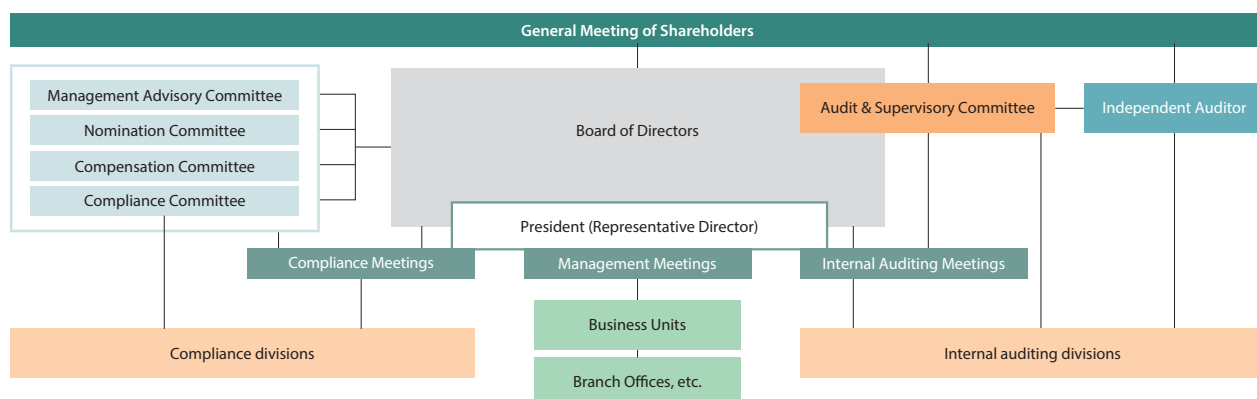 General Meeting of Shareholders
Management Advisory Committee
Nomination Committee
Compensation Committee
Compliance Committee
Board of Directors
Audit & Supervisory Committee
Independent Auditor
President (Representative Director)
Compliance Meetings
Management Meetings
Internal Auditing Meetings
Business Units
Compliance divisions
Internal auditing divisions
Branch Offices, etc.